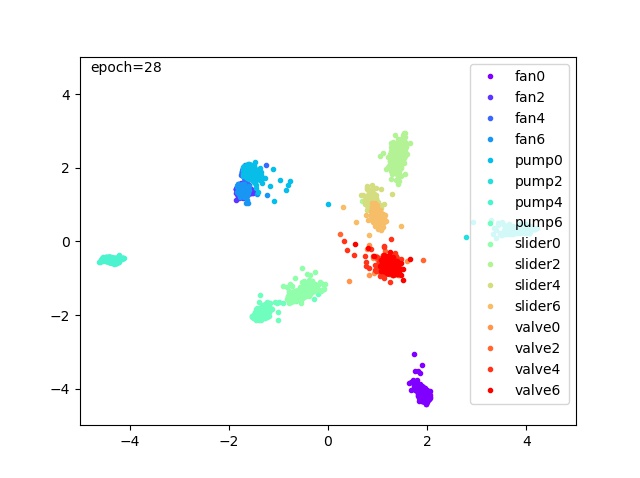 epoch=28
fan0
fan2
fan4
fan6
pump0
pump2
pump4
pump6
slider0
slider2
slider4
slider6
valve0
valve2
valve4
valve6
4
2
0
−2
−4
−4
−2
0
2
4